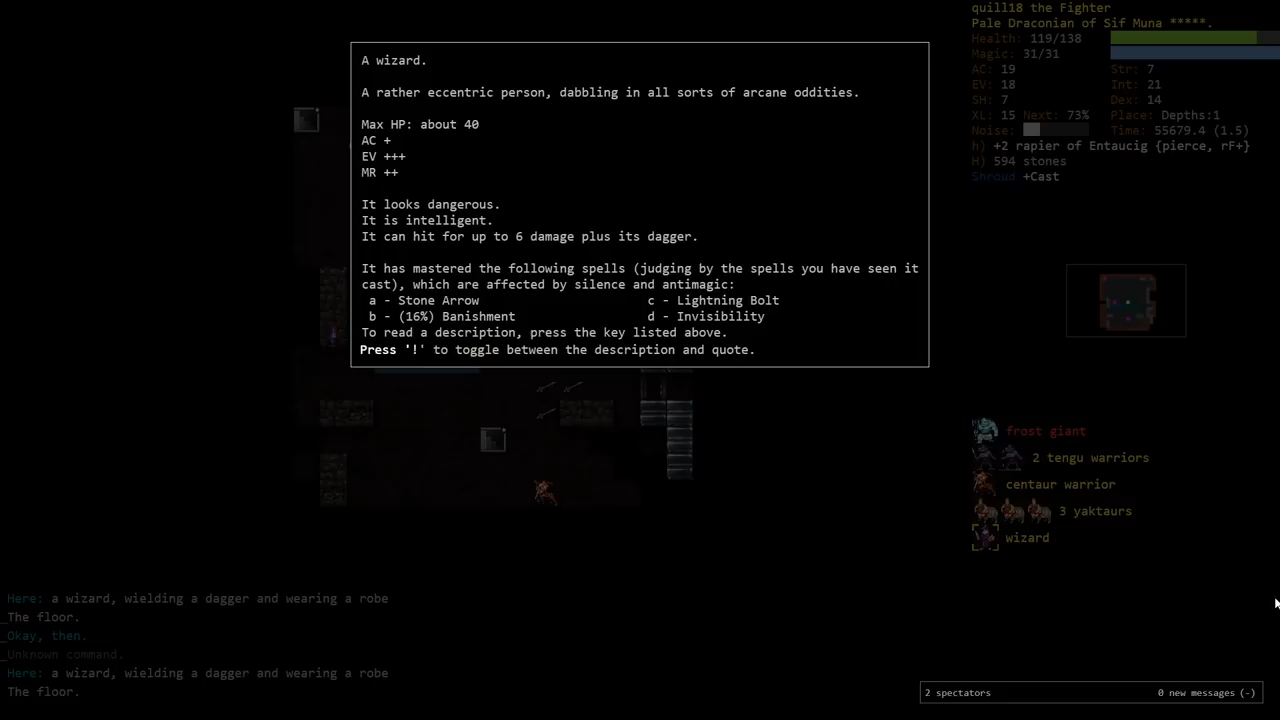 quill18 the Fighter
Pale Draconian of Sif Muna *****.
Health: 119/138
Magic: 31/31
AC: 19 Str: 7
EV: 18 Int: 21
SH: 7 Dex: 14
XL: 15 Next: 73% Place: Depths:1
Noise: Time: 55679.4 (1.5)
h) +2 rapier of Entaucig {pierce, rF+}
H) 594 stones
Shroud +Cast
A wizard.
A rather eccentric person, dabbling in all sorts of arcane oddities.
Max HP: about 40
AC +
EV +++
MR ++
It looks dangerous.
It is intelligent.
It can hit for up to 6 damage plus its dagger.
It has mastered the following spells (judging by the spells you have seen it
cast), which are affected by silence and antimagic:
a - Stone Arrow c - Lightning Bolt
b - (16%) Banishment d - Invisibility
To read a description, press the key listed above.
Press '!' to toggle between the description and quote.
frost giant
2 tengu warriors
centaur warrior
3 yaktaurs
wizard
Here: a wizard, wielding a dagger and wearing a robe
_The floor.
_Okay, then.
_Unknown command.
Here: a wizard, wielding a dagger and wearing a robe
The floor.
2 spectators 0 new messages (-)